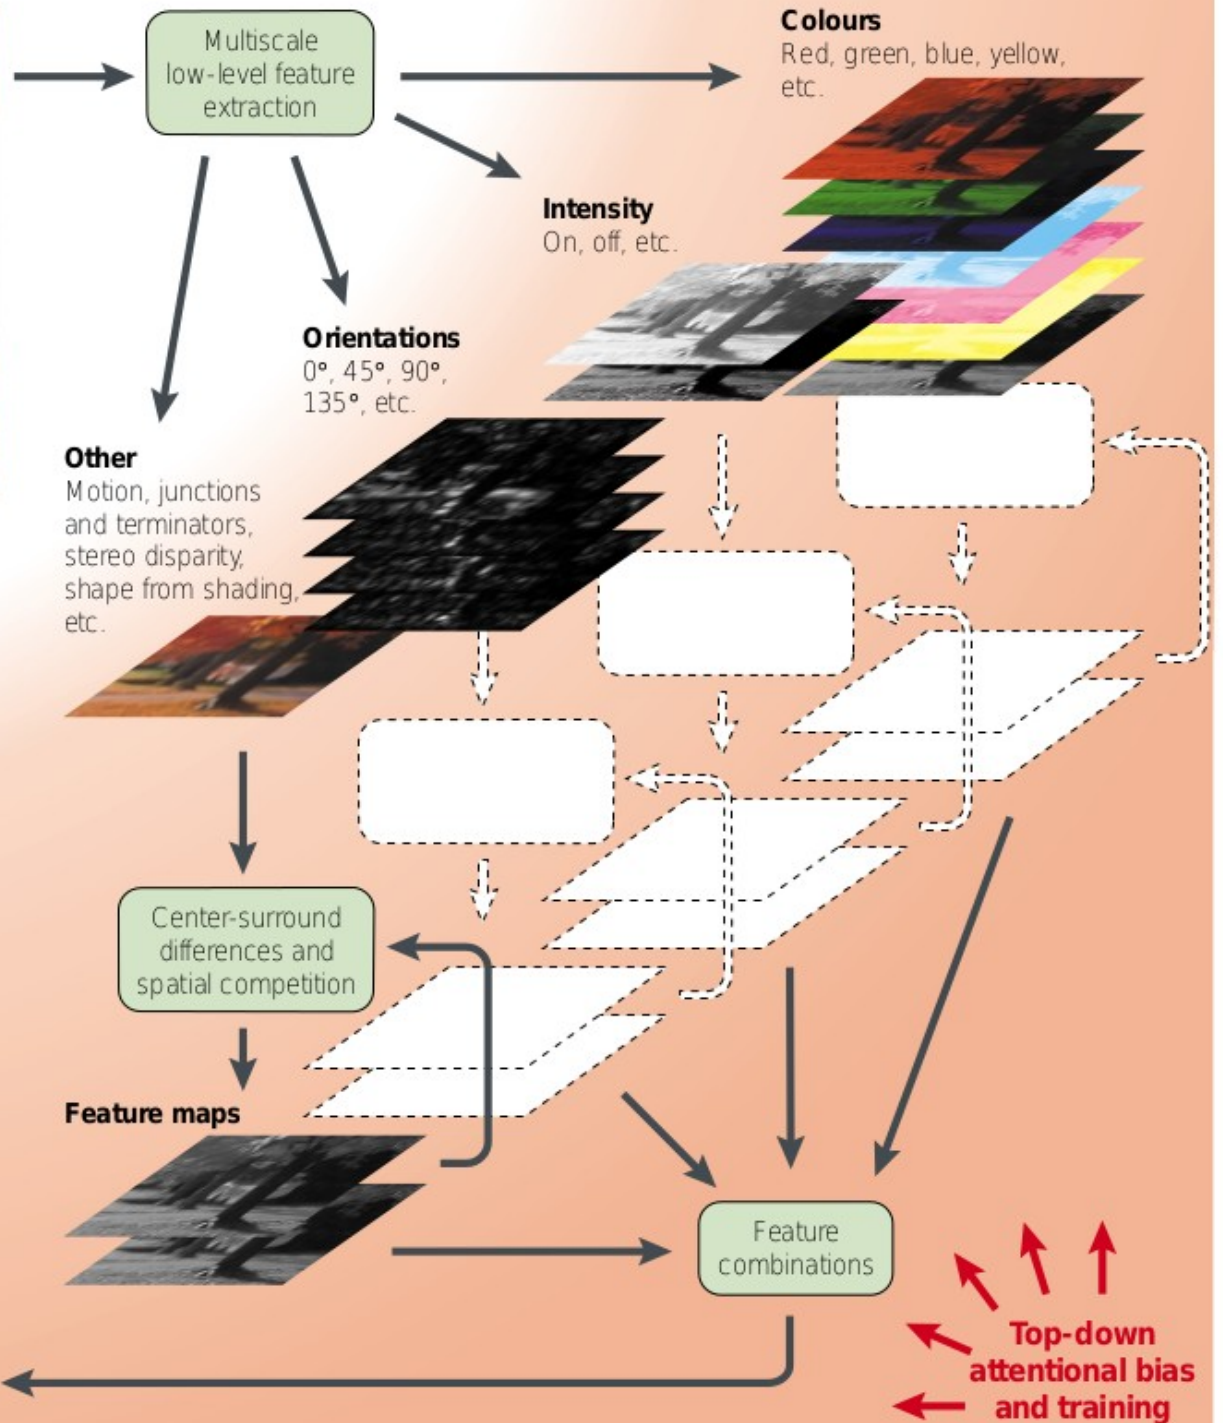 Multiscale
low-level feature
extraction
Colours
Red, green, blue, yellow,
etc.
Intensity
On, off, etc.
Orientations
0°, 45°, 90°,
135°, etc.
Other
Motion, junctions
and terminators,
stereo disparity,
shape from shading,
etc.
Center-surround
differences and
spatial competition
Feature maps
Feature
combinations
Top-down
attentional bias
and training